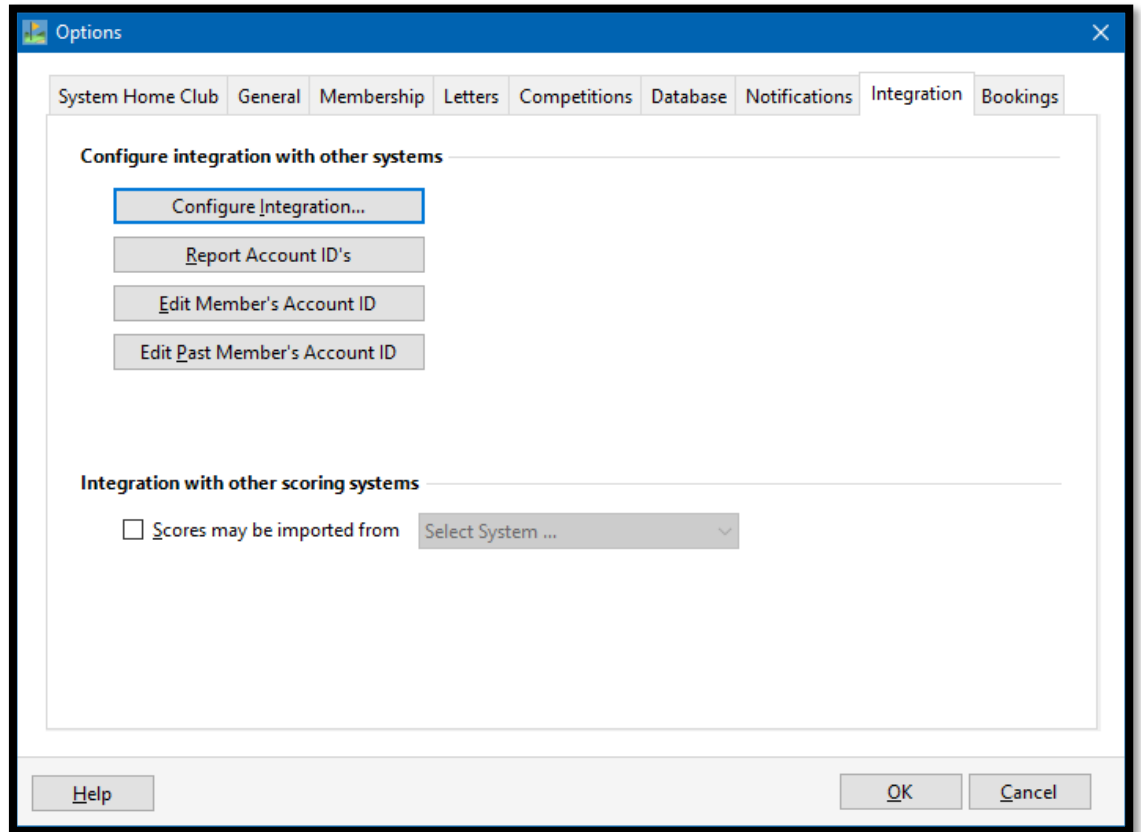 Options
System Home Club General Membership Letters Competitions Database Notifications Integration Bookings
Configure integration with other systems
Configure Integration...
Report Account ID's
Edit Member's Account ID
Edit Past Member's Account ID
Integration with other scoring systems
Scores may be imported from Select System ...
Help OK Cancel